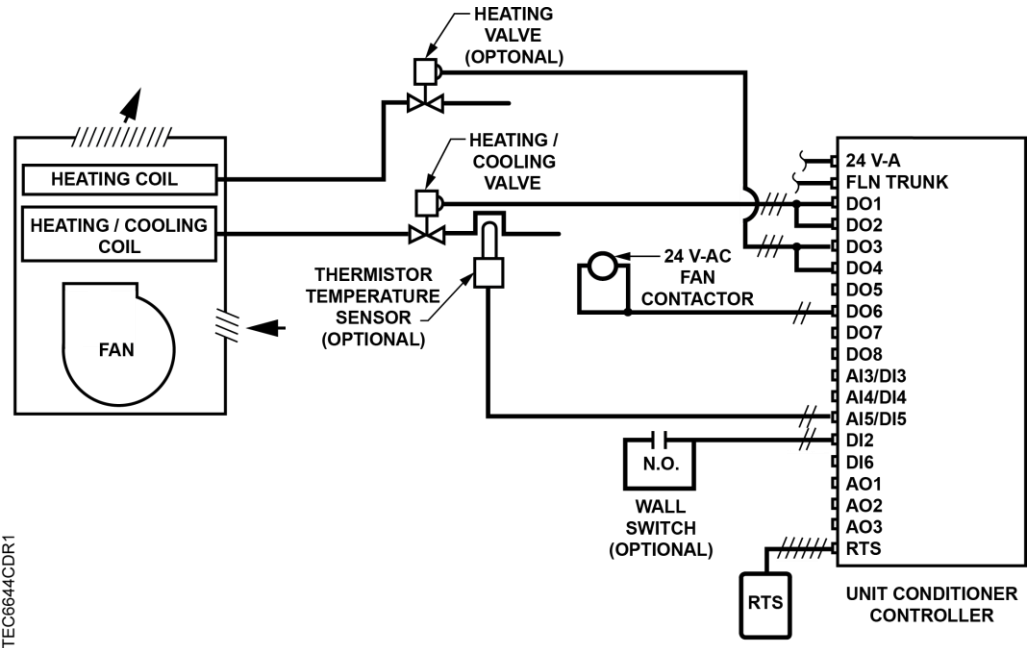 HEATING
VALVE
(OPTONAL)
HEATING /
COOLING
VALVE
HEATING COIL
HEATING / COOLING
COIL
FAN
THERMISTOR
TEMPERATURE
SENSOR
(OPTIONAL)
24 V-AC
FAN
CONTACTOR
N.O.
WALL
SWITCH
(OPTIONAL)
24 V-A
FLN TRUNK
DO1
DO2
DO3
DO4
DO5
DO6
DO7
DO8
AI3/DI3
AI4/DI4
AI5/DI5
DI2
DI6
AO1
AO2
AO3
RTS
RTS
UNIT CONDITIONER
CONTROLLER
TEC6644CDR1